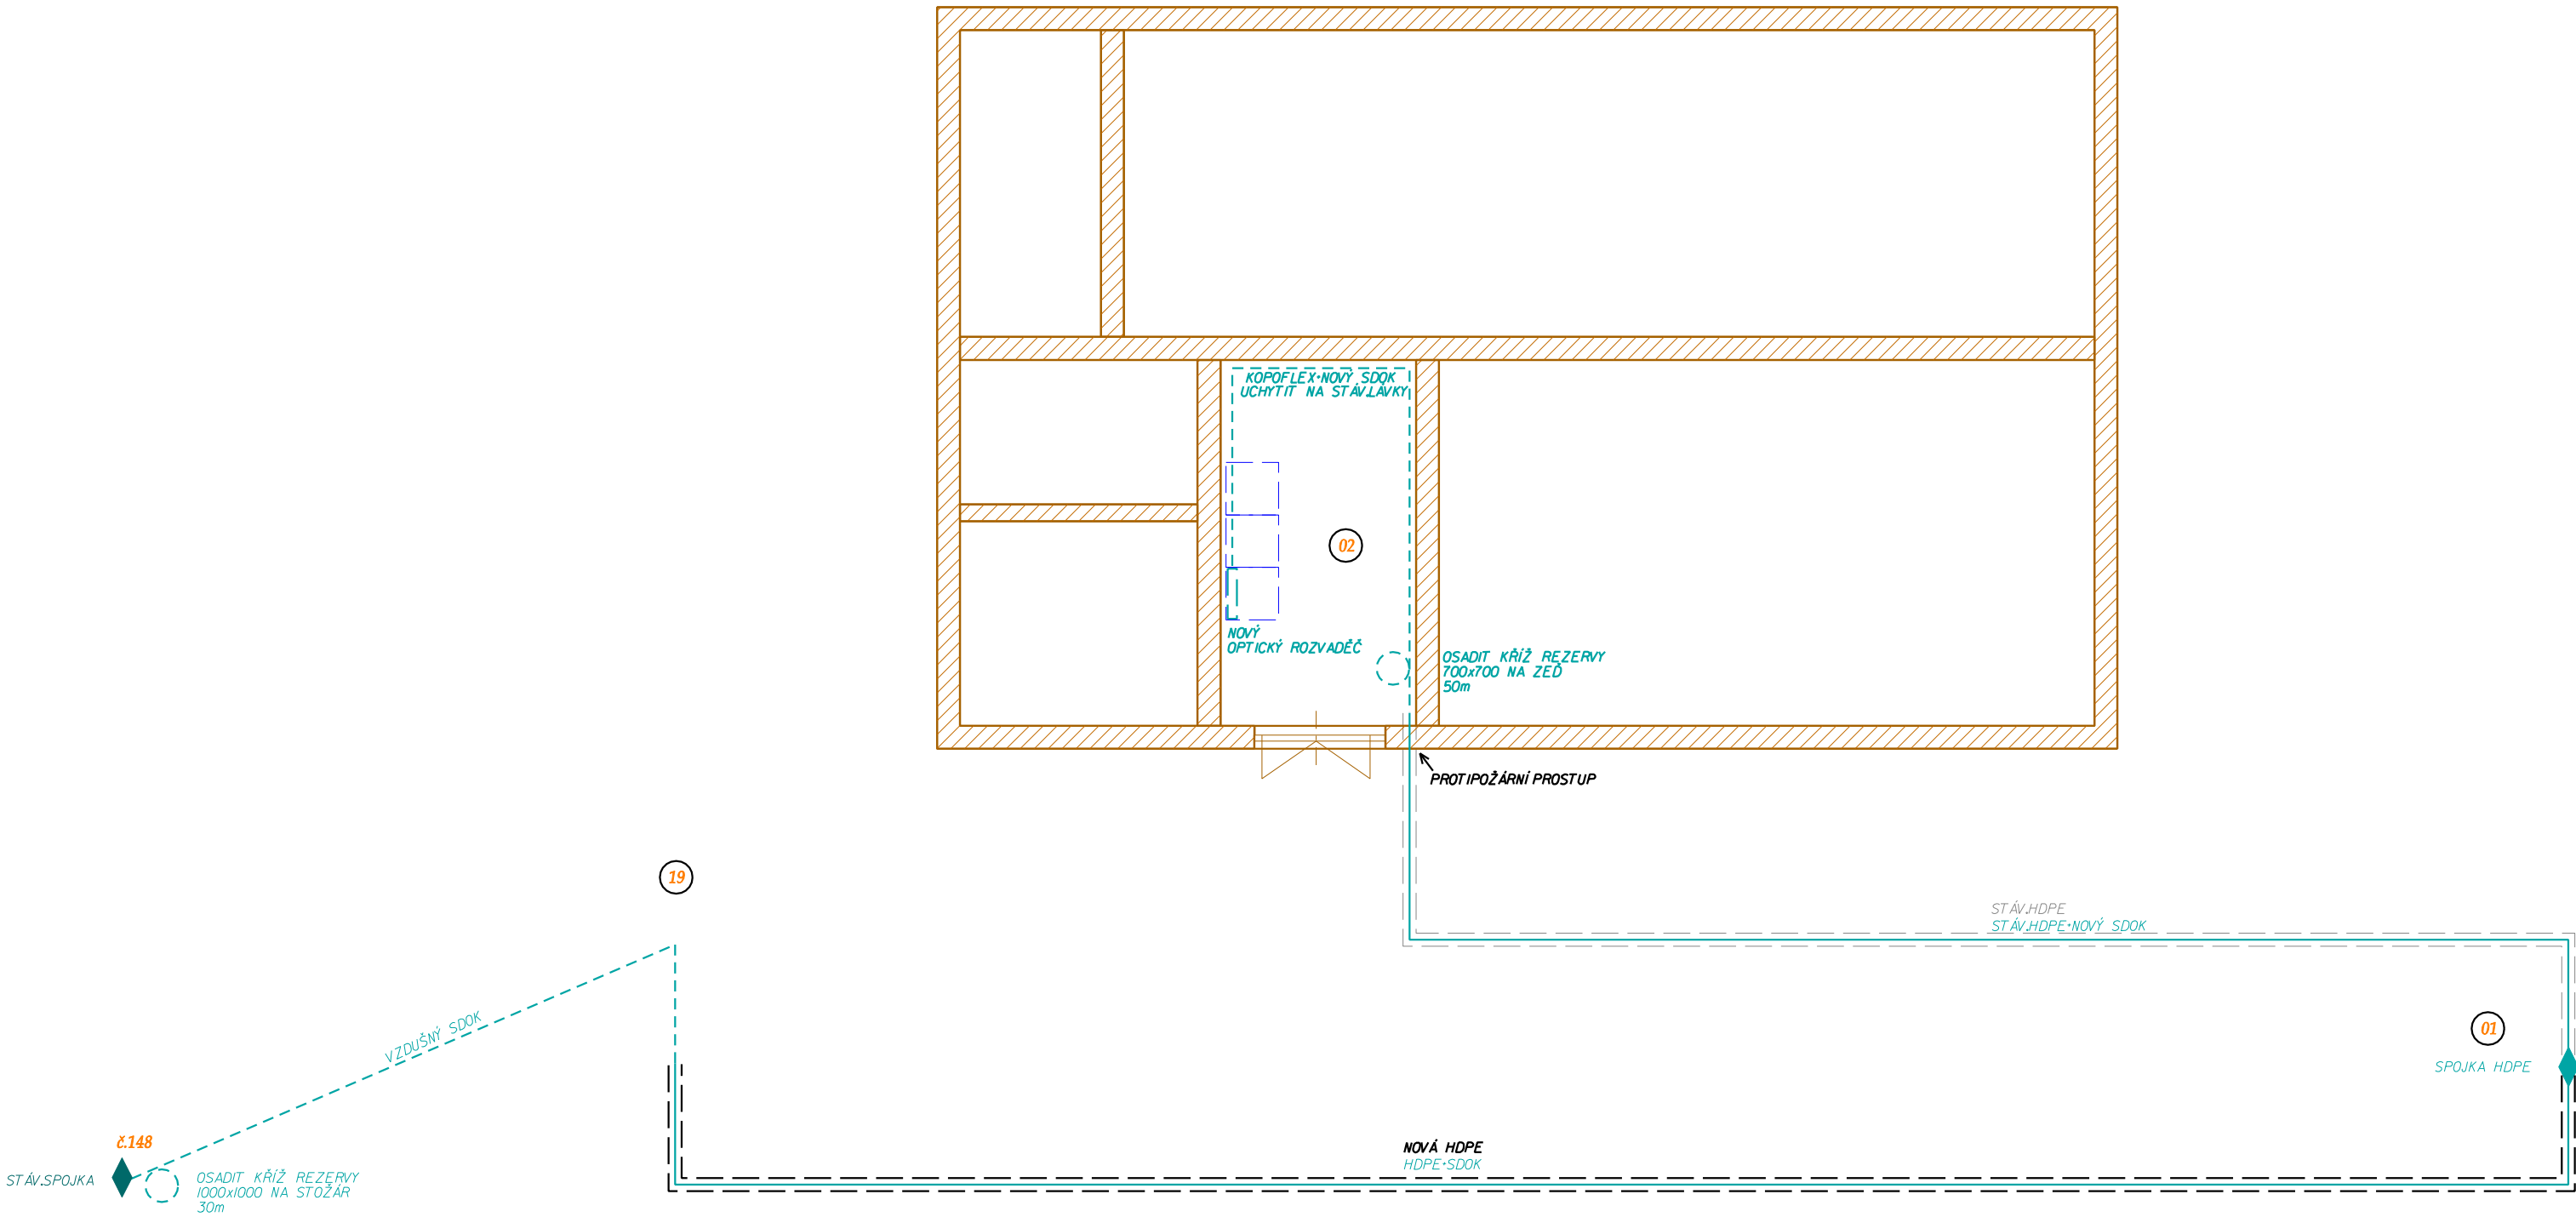 KOPOFLEX+NOVÝ SDOK
UCHYTIT NA STÁV.LÁVKY
02
NOVÝ
OPTICKÝ ROZVADĚČ
OSADIT KŘÍŽ REZERVY
700x700 NA ZEĎ
50m
PROTIPOŽÁRNÍ PROSTUP
19
STÁV.HDPE
STÁV.HDPE+NOVÝ SDOK
VZDUŠNÝ SDOK
01
SPOJKA HDPE
č.148
STÁV.SPOJKA
OSADIT KŘÍŽ REZERVY
1000x1000 NA STOŽÁR
30m
NOVÁ HDPE
HDPE+SDOK